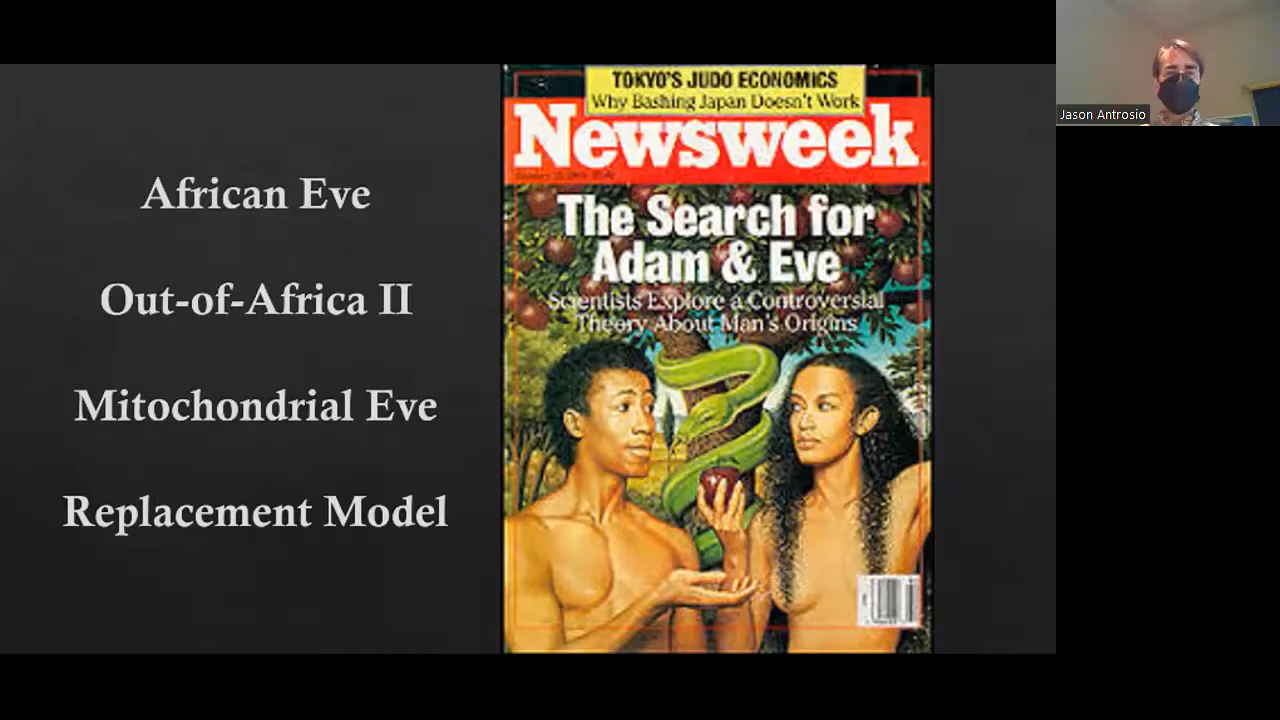 African Eve
Out-of-Africa II
Mitochondrial Eve
Replacement Model
TOKYO'S JUDO ECONOMICS
Why Bashing Japan Doesn't Work
Newsweek
The Search for
Adam & Eve
Scientists Explore a Controversial
Theory About Man's Origins
Jason Antrosio